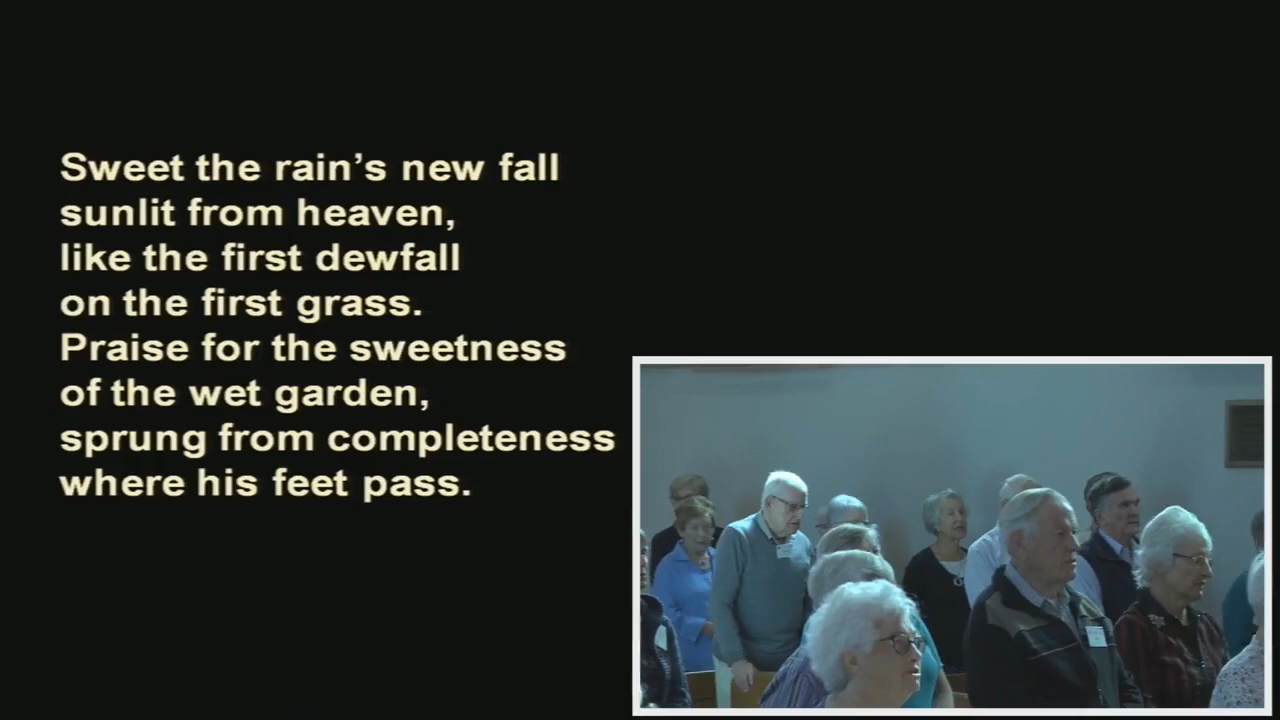 Sweet the rain’s new fall
sunlit from heaven,
like the first dewfall
on the first grass.
Praise for the sweetness
of the wet garden,
sprung from completeness
where his feet pass.